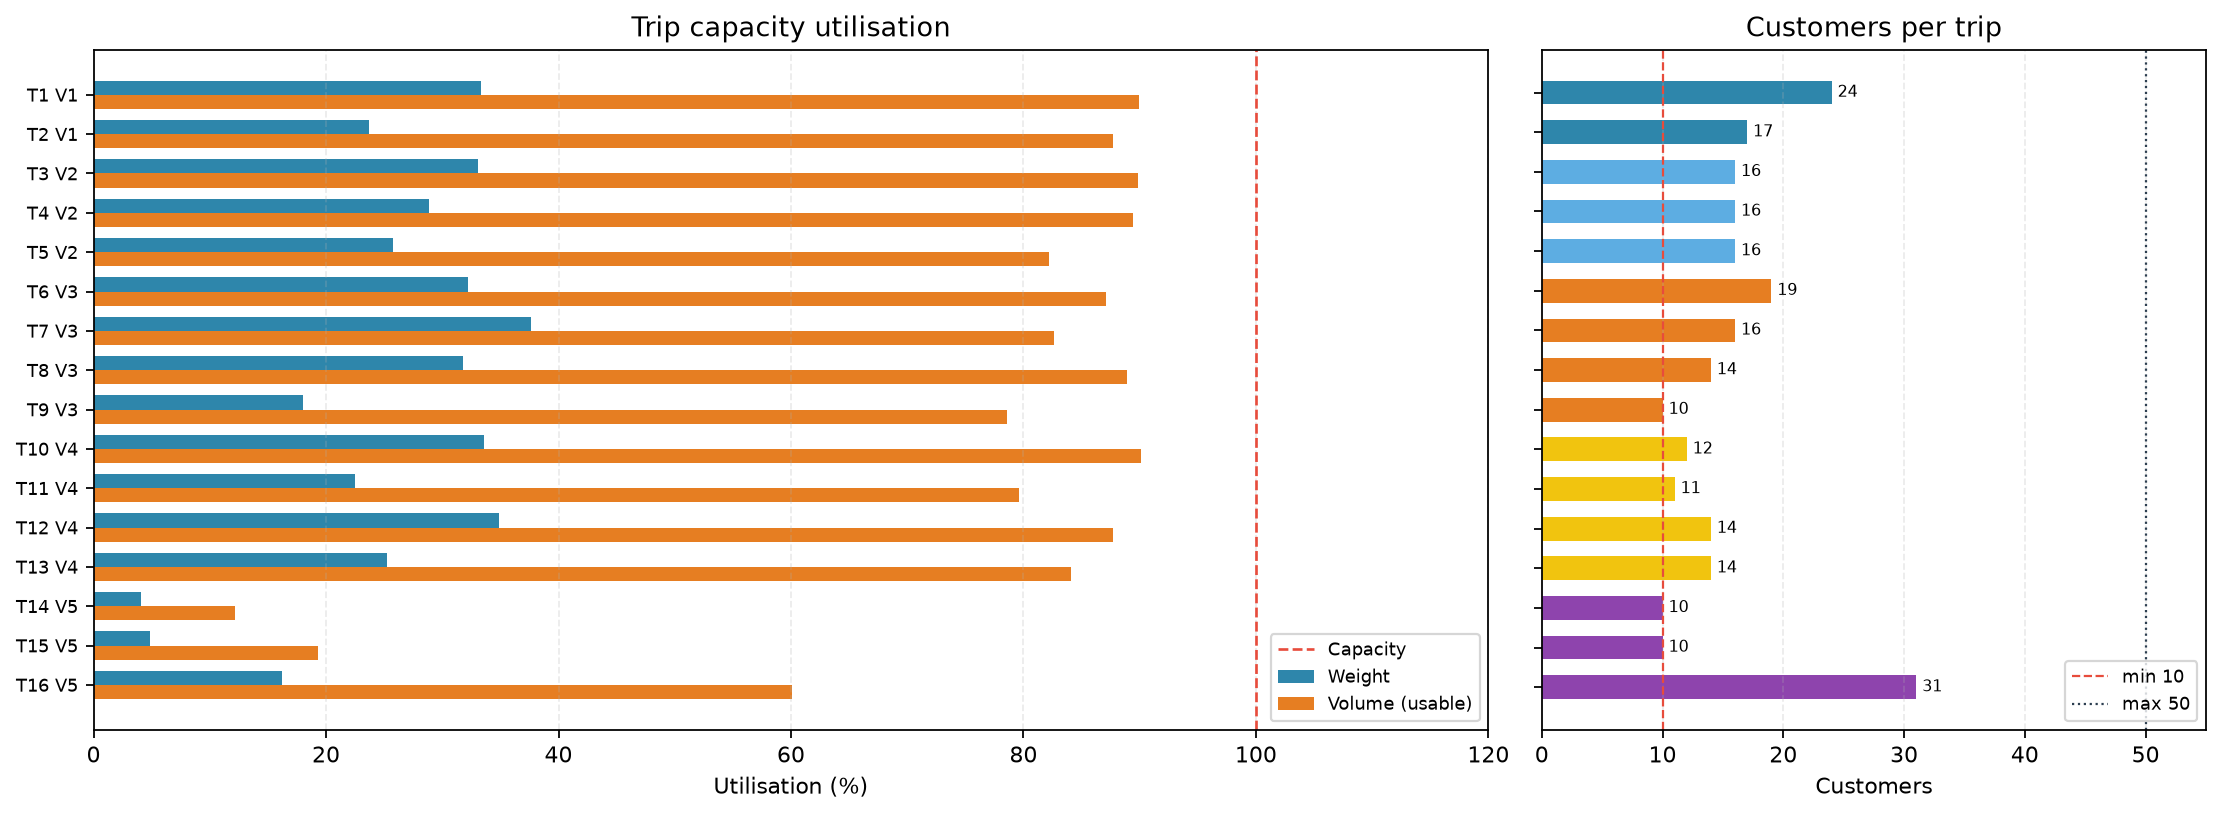 Trip capacity utilisation
T1 V1
T2 V1
T3 V2
T4 V2
T5 V2
T6 V3
T7 V3
T8 V3
T9 V3
T10 V4
T11 V4
T12 V4
T13 V4
T14 V5
T15 V5
T16 V5
Capacity
Weight
Volume (usable)
0 20 40 60 80 100 120
Utilisation (%)
Customers per trip
24
17
16
16
16
19
16
14
10
12
11
14
14
10
10
31
min 10
max 50
0 10 20 30 40 50
Customers